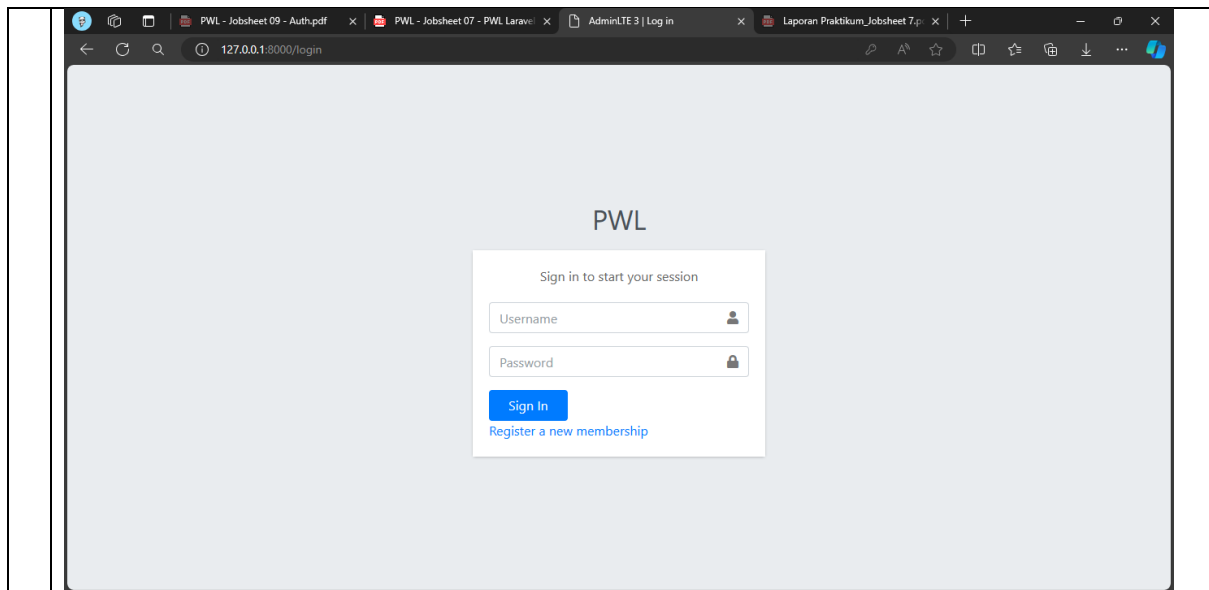 PWL - Jobsheet 09 - Auth.pdf
PWL - Jobsheet 07 - PWL Laravel
AdminLTE 3 | Log in
Laporan Praktikum_Jobsheet 7.p
127.0.0.1:8000/login
PWL
Sign in to start your session
Username
Password
Sign In
Register a new membership